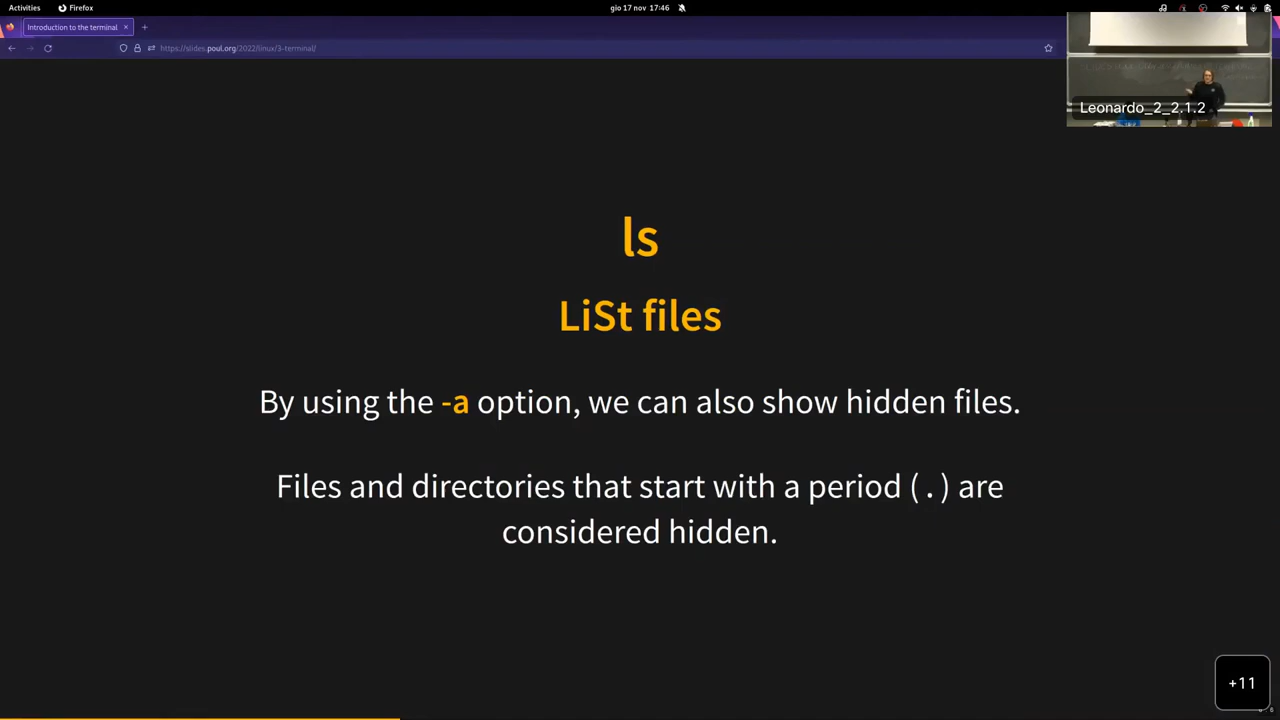 Activities Firefox gio 17 nov 17:46
Introduction to the terminal
https://slides.poul.org/2022/linux/3-terminal/
Leonardo_2_2.1.2
ls
LiSt files
By using the -a option, we can also show hidden files.
Files and directories that start with a period (.) are
considered hidden.
+11